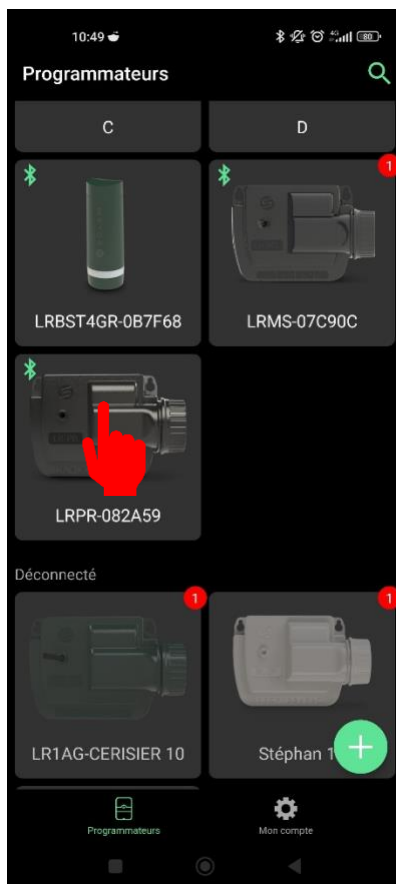 10:49 4G 80
Programmateurs
C D
1
LRBST4GR-0B7F68 LRMS-07C90C
LRPR-082A59
Déconnecté
1 1
LR1AG-CERISIER 10 Stéphan 1
Programmateurs Mon compte